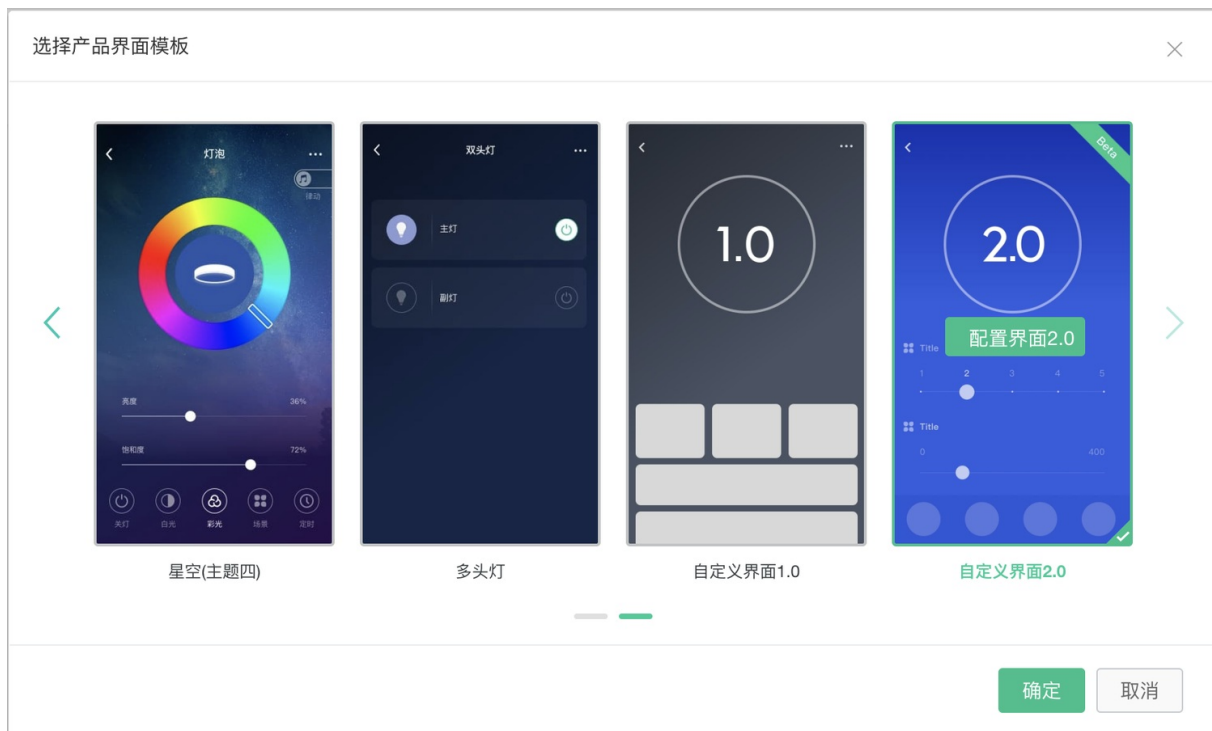 选择产品界面模板
灯泡
律动
亮度
36%
饱和度
72%
关灯
白光
彩光
场景
定时
星空(主题四)
双头灯
主灯
副灯
多头灯
1.0
自定义界面1.0
Beta
2.0
配置界面2.0
Title
1 2 3 4 5
Title
0 400
自定义界面2.0
确定
取消